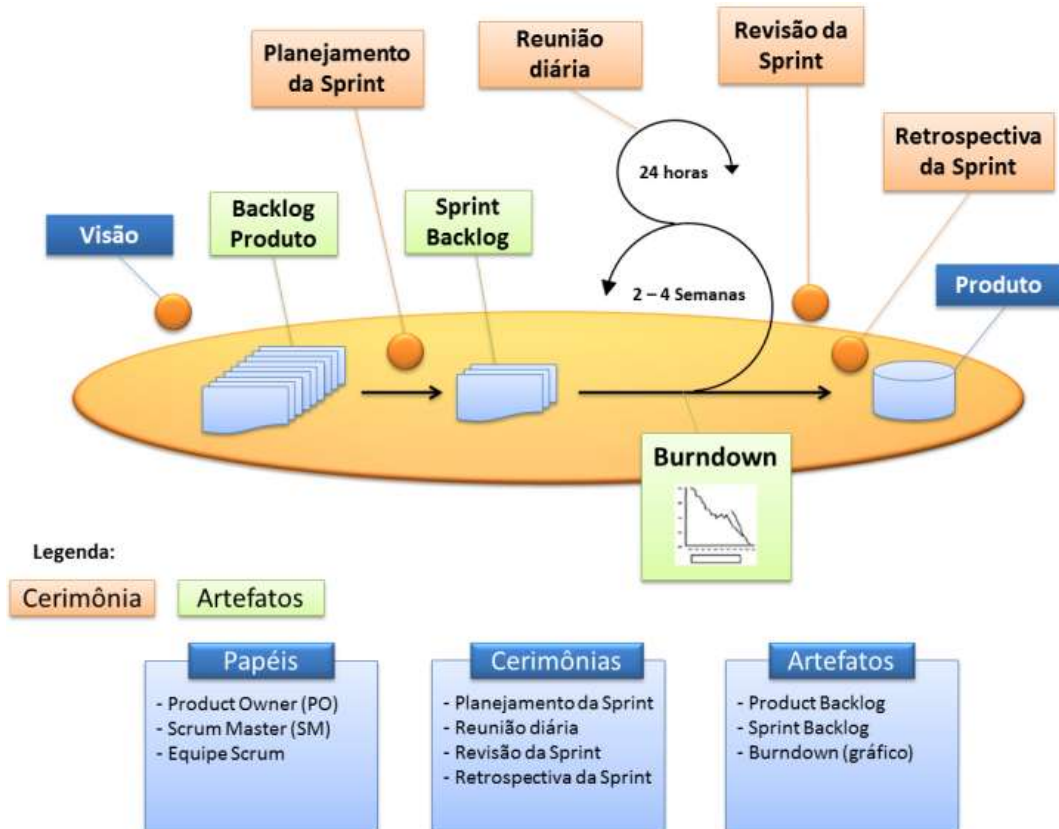 Planejamento
da Sprint
Reunião
diária
Revisão da
Sprint
Retrospectiva
da Sprint
24 horas
Backlog
Produto
Sprint
Backlog
Visão
2 – 4 Semanas
Produto
Burndown
Legenda:
Cerimônia
Artefatos
Papéis
- Product Owner (PO)
- Scrum Master (SM)
- Equipe Scrum
Cerimônias
- Planejamento da Sprint
- Reunião diária
- Revisão da Sprint
- Retrospectiva da Sprint
Artefatos
- Product Backlog
- Sprint Backlog
- Burndown (gráfico)